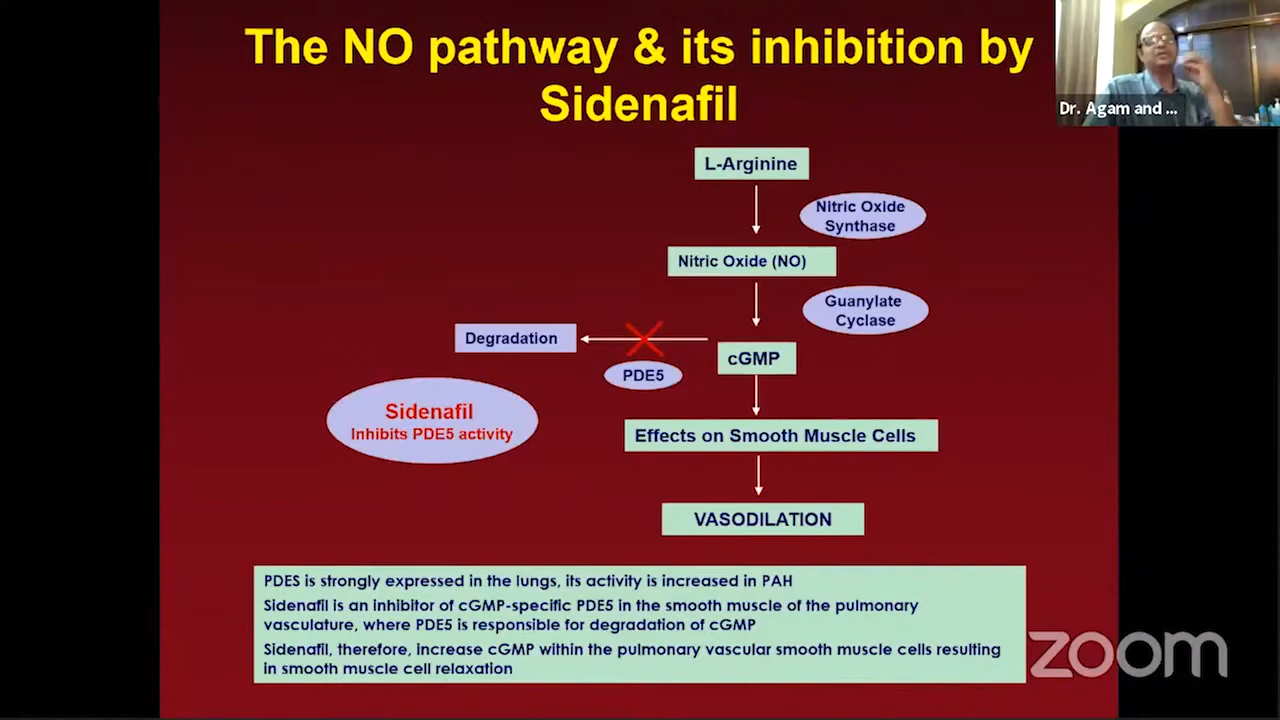 The NO pathway & its inhibition by
Sidenafil
Dr. Agam and ...
L-Arginine
Nitric Oxide
Synthase
Nitric Oxide (NO)
Guanylate
Cyclase
Degradation
cGMP
PDE5
Sidenafil
Inhibits PDE5 activity
Effects on Smooth Muscle Cells
VASODILATION
PDES is strongly expressed in the lungs, its activity is increased in PAH
Sidenafil is an inhibitor of cGMP-specific PDE5 in the smooth muscle of the pulmonary
vasculature, where PDE5 is responsible for degradation of cGMP
Sidenafil, therefore, increase cGMP within the pulmonary vascular smooth muscle cells resulting
in smooth muscle cell relaxation
zoom